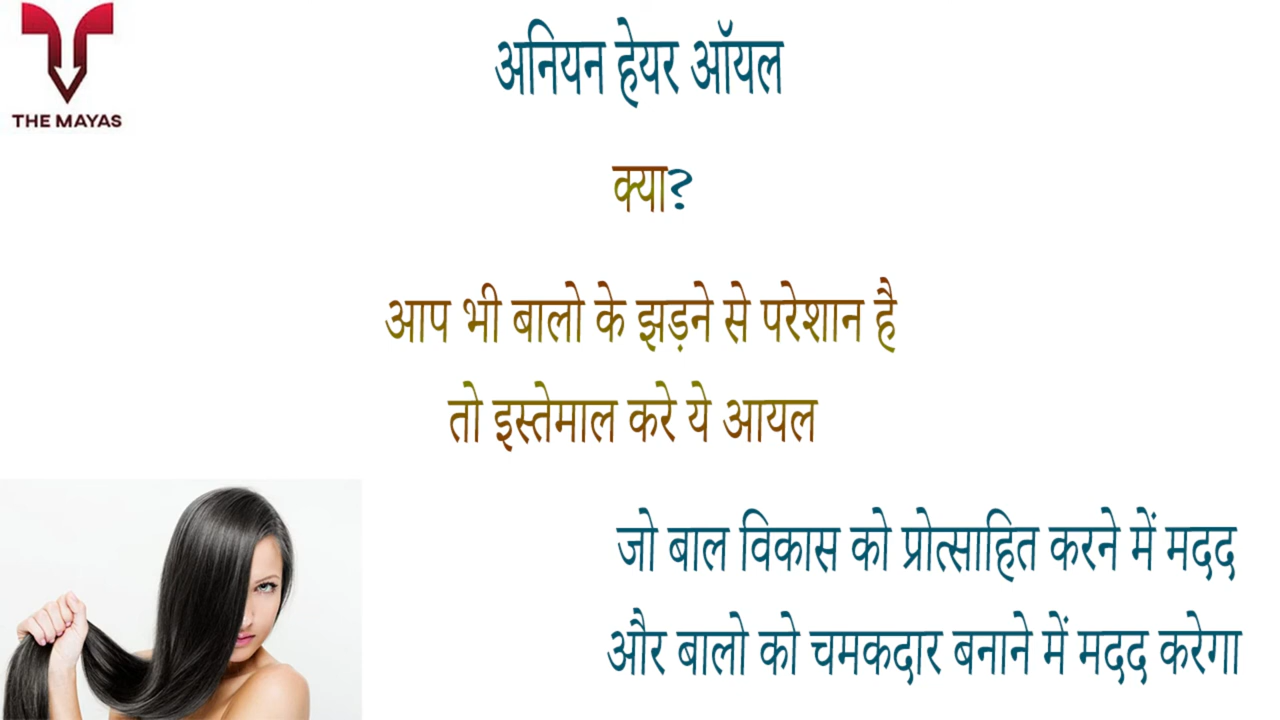 THE MAYAS
अनियन हेयर ऑयल
क्या?
आप भी बालो के झड़ने से परेशान है
तो इस्तेमाल करे ये आयल
जो बाल विकास को प्रोत्साहित करने में मदद
और बालो को चमकदार बनाने में मदद करेगा